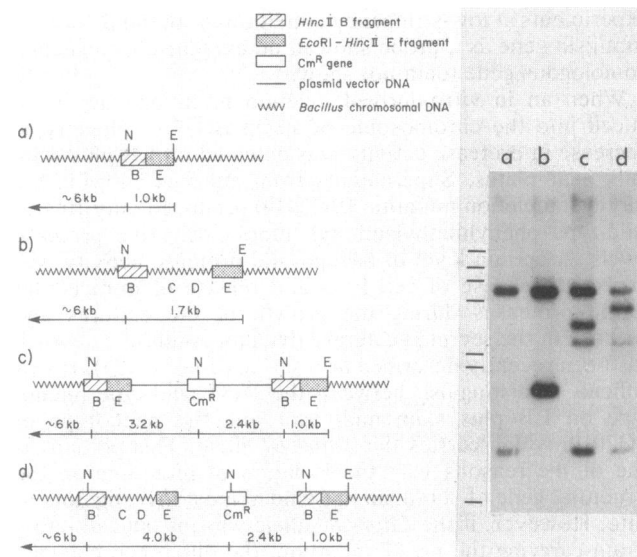 HincⅡ B fragment
EcoRI-HincⅡ E fragment
Cmᴿ gene
plasmid vector DNA
Bacillus chromosomal DNA
a)
N E
B E
~6 kb 1.0 kb
b)
N E
B C D E
~6 kb 1.7 kb
c)
N N N E
B E Cmᴿ B E
~6 kb 3.2 kb 2.4 kb 1.0 kb
d)
N N N E
B C D E Cmᴿ B E
~6 kb 4.0 kb 2.4 kb 1.0 kb
a b c d